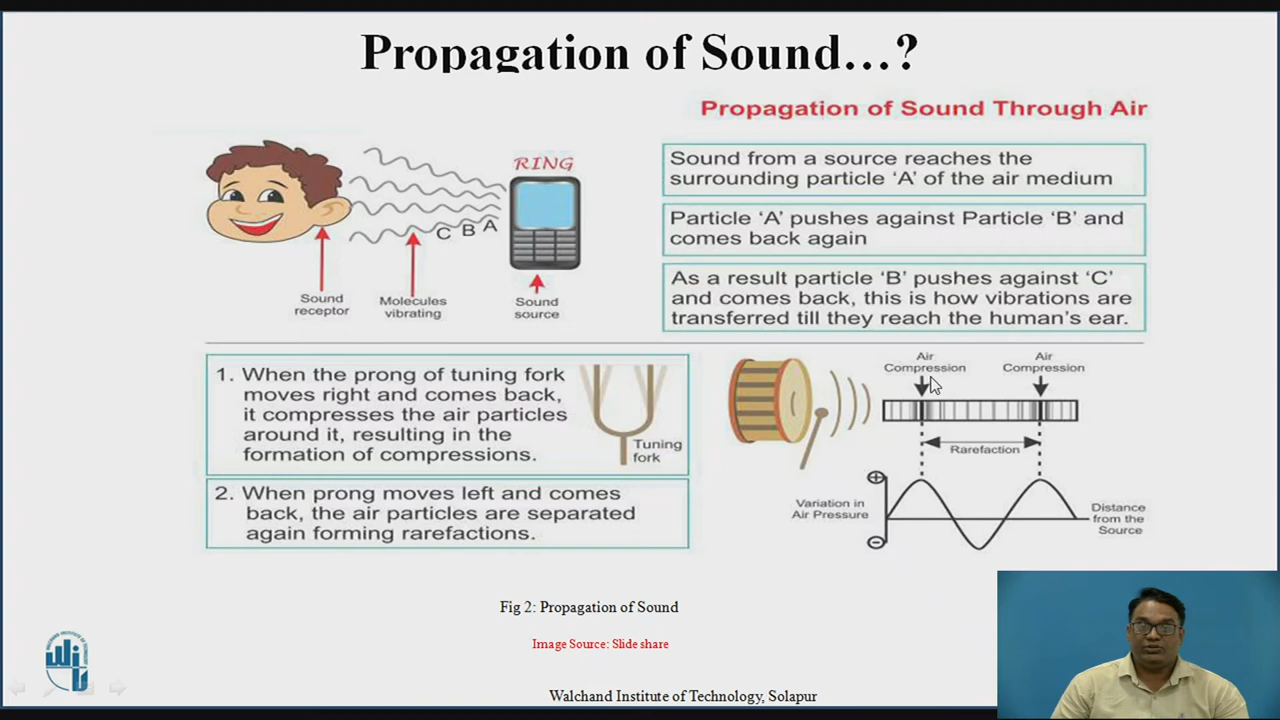 Propagation of Sound...?
Propagation of Sound Through Air
RING
C B A
Sound
receptor
Molecules
vibrating
Sound
source
Sound from a source reaches the
surrounding particle ‘A’ of the air medium
Particle ‘A’ pushes against Particle ‘B’ and
comes back again
As a result particle ‘B’ pushes against ‘C’
and comes back, this is how vibrations are
transferred till they reach the human’s ear.
1. When the prong of tuning fork
moves right and comes back,
it compresses the air particles
around it, resulting in the
formation of compressions.
Tuning
fork
2. When prong moves left and comes
back, the air particles are separated
again forming rarefactions.
Air
Compression
Air
Compression
Rarefaction
+
Variation in
Air Pressure
−
Distance
from the
Source
Fig 2: Propagation of Sound
Image Source: Slide share
Walchand Institute of Technology, Solapur